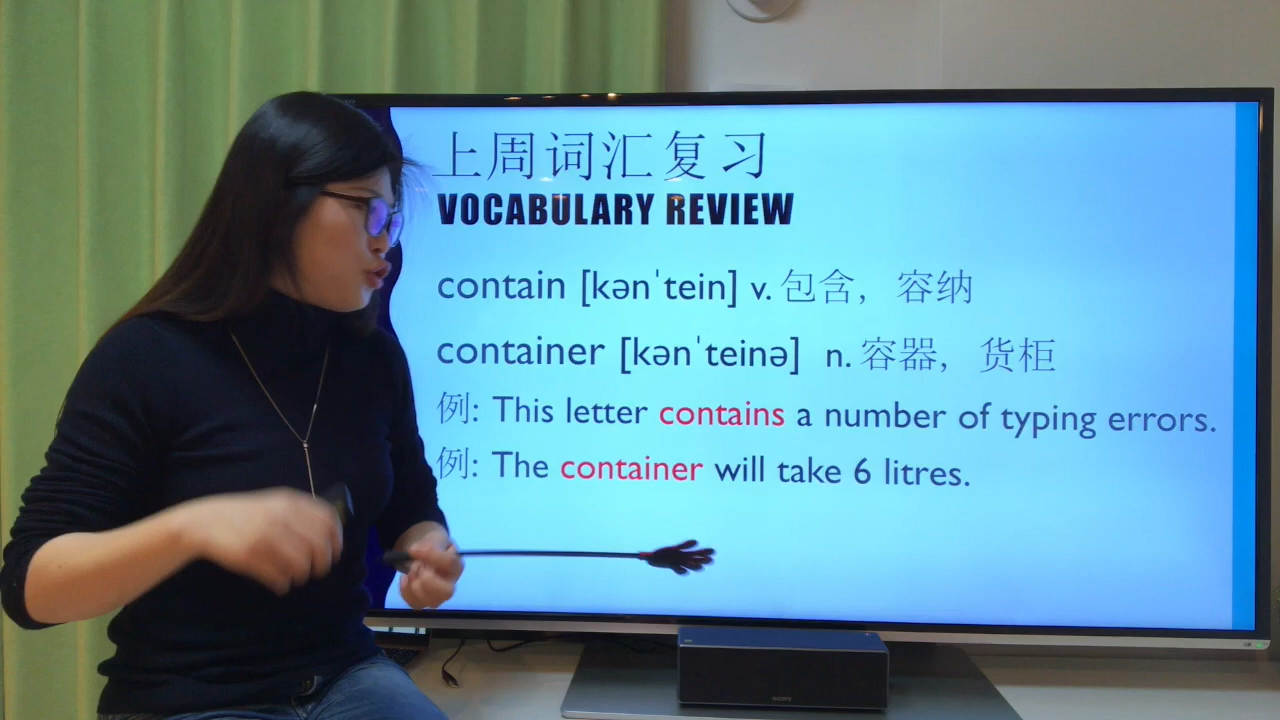 上周词汇复习
VOCABULARY REVIEW
contain [kənˈtein] v. 包含，容纳
container [kənˈteinə] n. 容器，货柜
例: This letter contains a number of typing errors.
例: The container will take 6 litres.
SONY